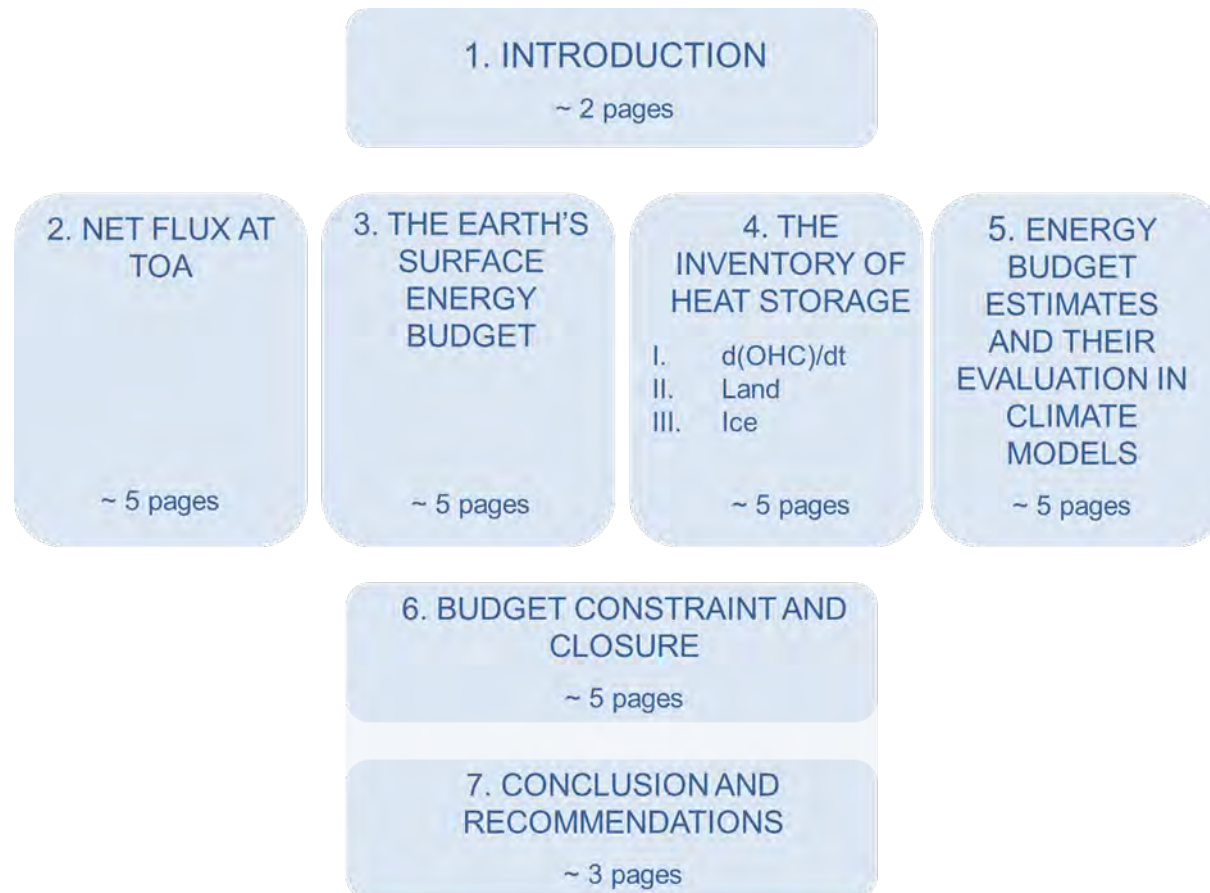 1. INTRODUCTION
~ 2 pages
2. NET FLUX AT
TOA
~ 5 pages
3. THE EARTH'S
SURFACE
ENERGY
BUDGET
~ 5 pages
4. THE
INVENTORY OF
HEAT STORAGE
I. d(OHC)/dt
II. Land
III. Ice
~ 5 pages
5. ENERGY
BUDGET
ESTIMATES
AND THEIR
EVALUATION IN
CLIMATE
MODELS
~ 5 pages
6. BUDGET CONSTRAINT AND
CLOSURE
~ 5 pages
7. CONCLUSION AND
RECOMMENDATIONS
~ 3 pages